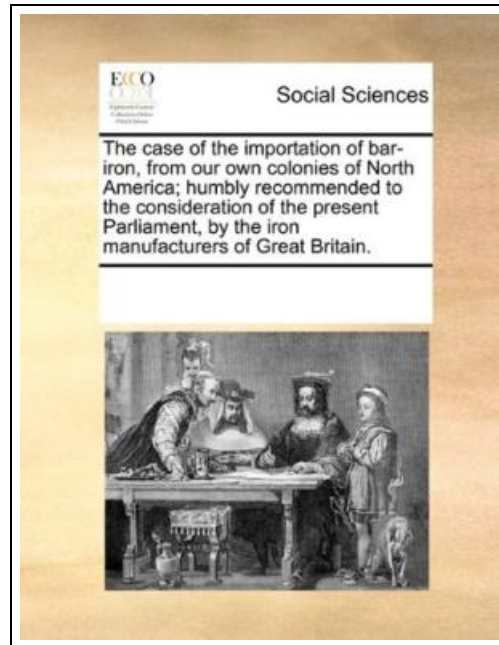 ECCO
Social Sciences
The case of the importation of bar-
iron, from our own colonies of North
America; humbly recommended to
the consideration of the present
Parliament, by the iron
manufacturers of Great Britain.